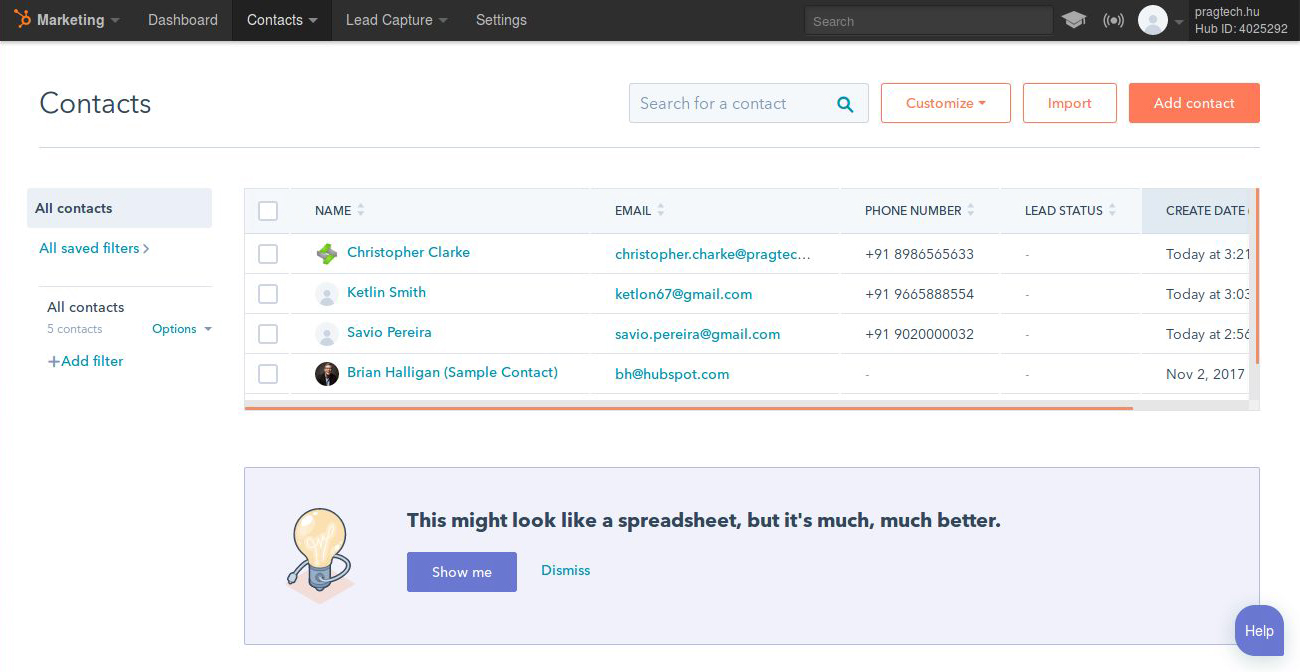 Marketing Dashboard Contacts Lead Capture Settings Search pragtech.hu
Hub ID: 4025292
Contacts Search for a contact Customize Import Add contact
All contacts
All saved filters
All contacts
5 contacts Options
+Add filter
NAME EMAIL PHONE NUMBER LEAD STATUS CREATE DATE
Christopher Clarke christopher.charke@pragtec... +91 8986565633 - Today at 3:21
Ketlin Smith ketlon67@gmail.com +91 9665888554 - Today at 3:03
Savio Pereira savio.pereira@gmail.com +91 9020000032 - Today at 2:56
Brian Halligan (Sample Contact) bh@hubspot.com - - Nov 2, 2017
This might look like a spreadsheet, but it's much, much better.
Show me Dismiss
Help